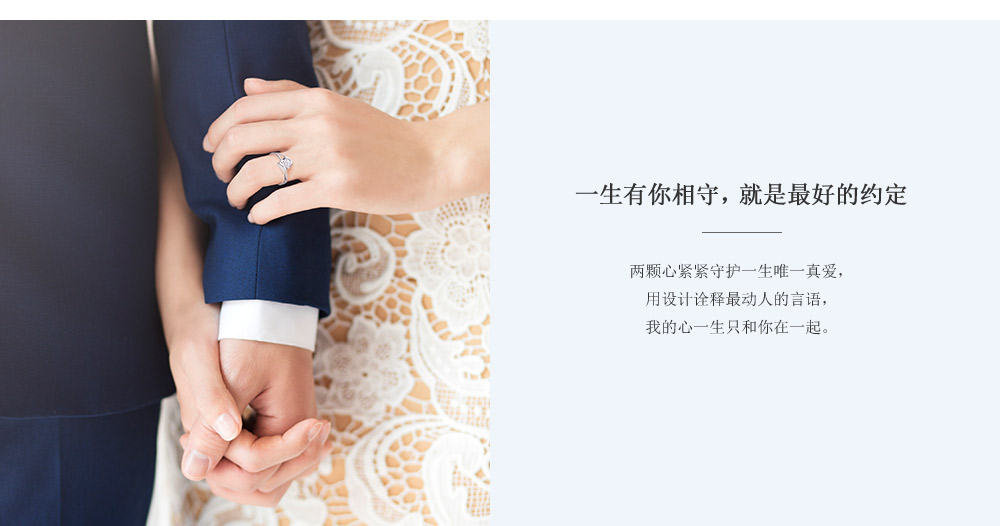 一生有你相守，就是最好的约定
两颗心紧紧守护一生唯一真爱，
用设计诠释最动人的言语，
我的心一生只和你在一起。